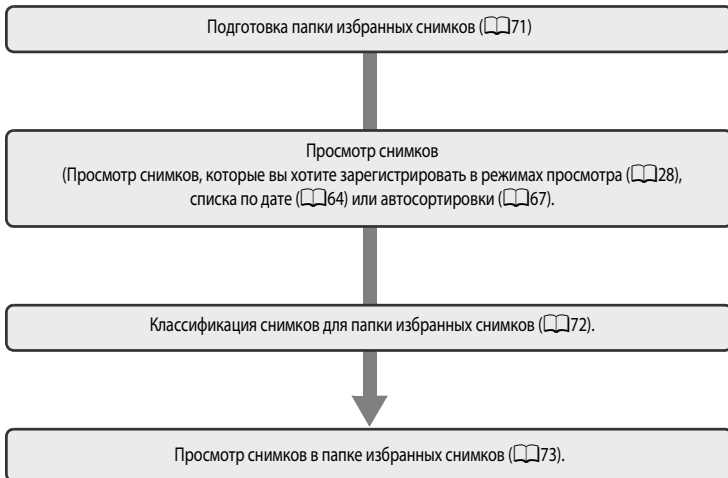 Подготовка папки избранных снимков (71)
Просмотр снимков
(Просмотр снимков, которые вы хотите зарегистрировать в режимах просмотра (28),
списка по дате (64) или автосортировки (67).
Классификация снимков для папки избранных снимков (72).
Просмотр снимков в папке избранных снимков (73).